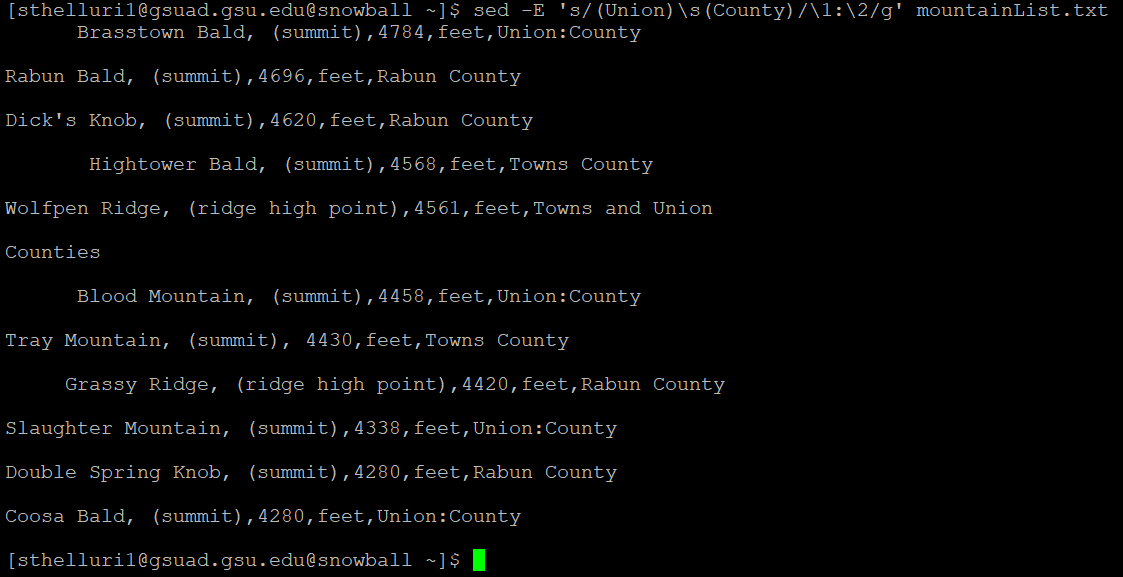 [sthelluri1@gsuad.gsu.edu@snowball ~]$ sed -E 's/(Union)\s(County)/\1:\2/g' mountainList.txt
Brasstown Bald, (summit),4784,feet,Union:County
Rabun Bald, (summit),4696,feet,Rabun County
Dick's Knob, (summit),4620,feet,Rabun County
Hightower Bald, (summit),4568,feet,Towns County
Wolfpen Ridge, (ridge high point),4561,feet,Towns and Union
Counties
Blood Mountain, (summit),4458,feet,Union:County
Tray Mountain, (summit), 4430,feet,Towns County
Grassy Ridge, (ridge high point),4420,feet,Rabun County
Slaughter Mountain, (summit),4338,feet,Union:County
Double Spring Knob, (summit),4280,feet,Rabun County
Coosa Bald, (summit),4280,feet,Union:County
[sthelluri1@gsuad.gsu.edu@snowball ~]$